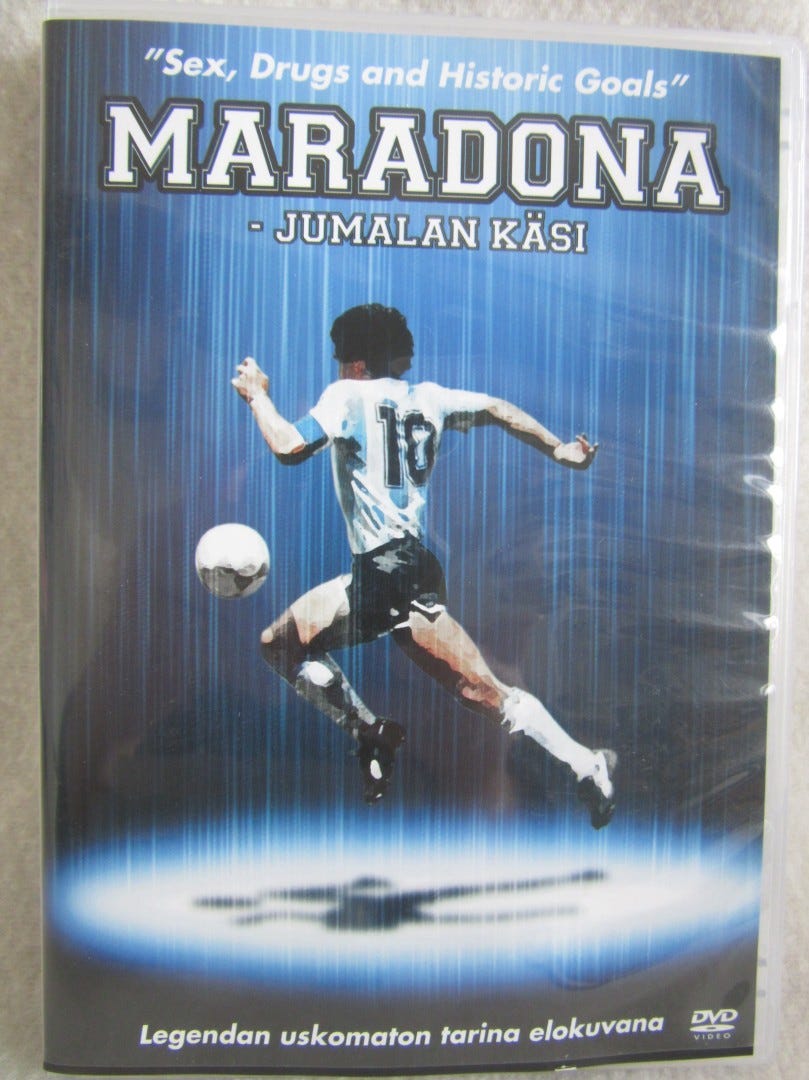 "Sex, Drugs and Historic Goals"
MARADONA
- JUMALAN KÄSI
10
Legendan uskomaton tarina elokuvana
DVD
VIDEO